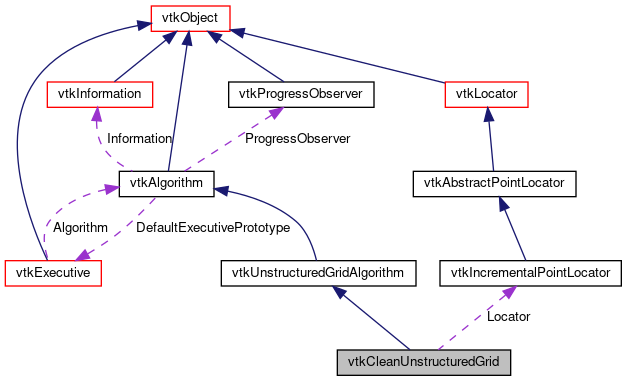 vtkObject
vtkInformation
vtkProgressObserver
vtkLocator
Information
ProgressObserver
vtkAlgorithm
vtkAbstractPointLocator
Algorithm
DefaultExecutivePrototype
vtkExecutive
vtkUnstructuredGridAlgorithm
vtkIncrementalPointLocator
Locator
vtkCleanUnstructuredGrid